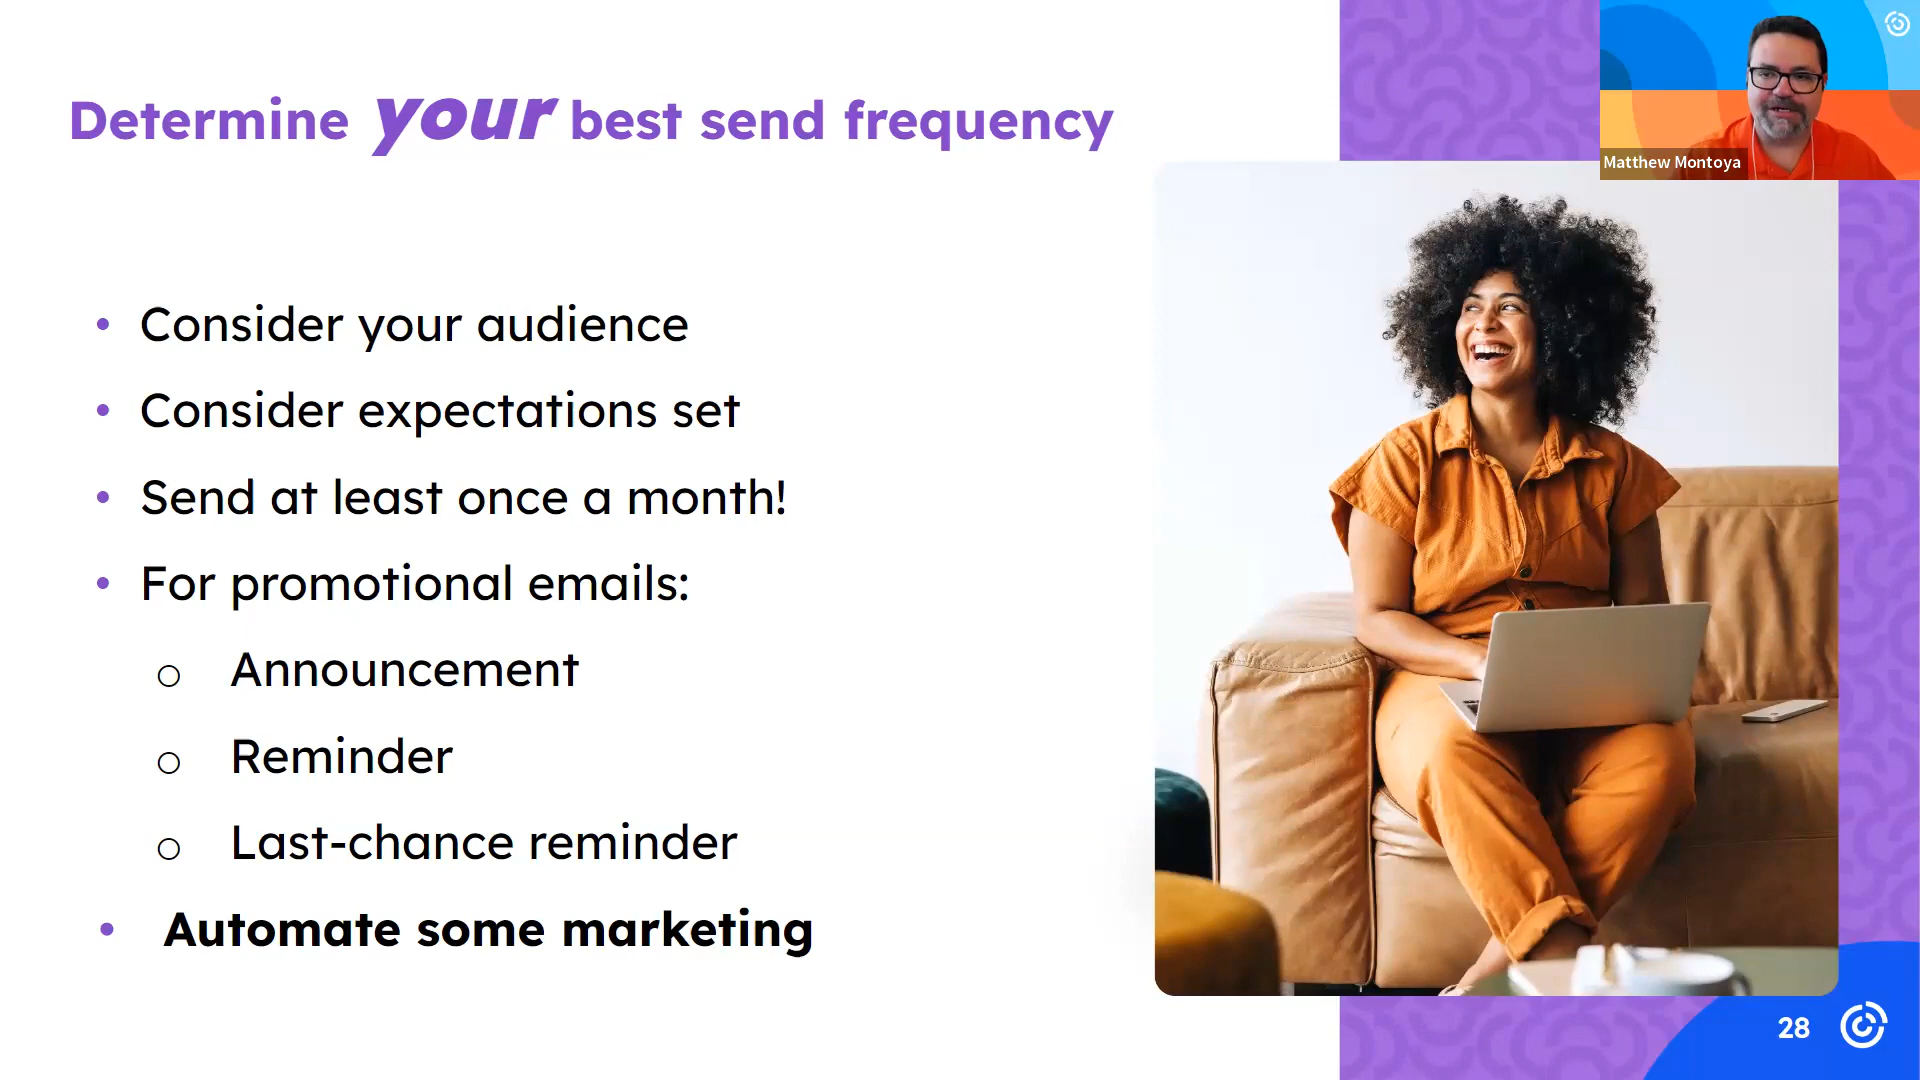 Determine your best send frequency
Matthew Montoya
• Consider your audience
• Consider expectations set
• Send at least once a month!
• For promotional emails:
o Announcement
o Reminder
o Last-chance reminder
• Automate some marketing
28